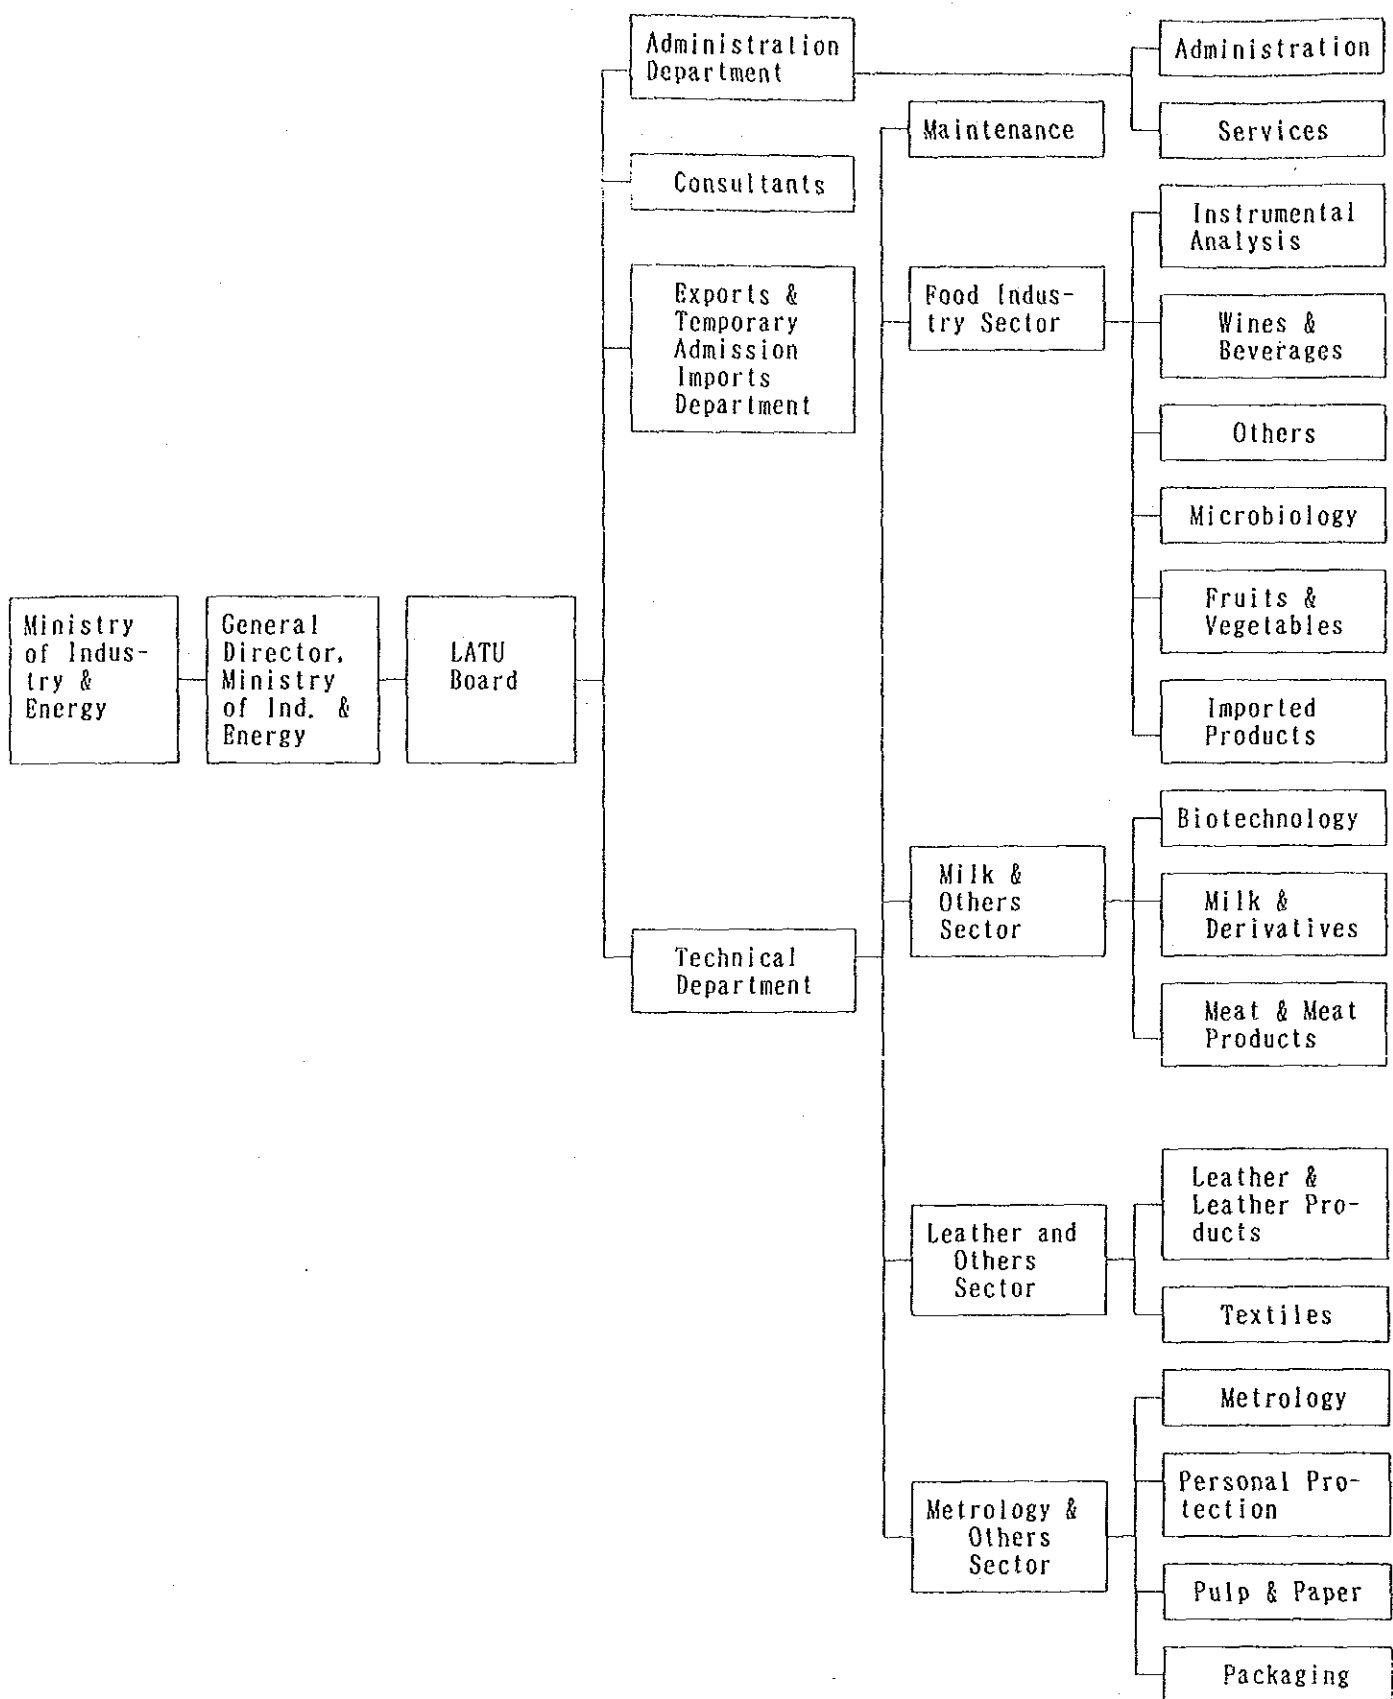 Administration
Department
Administration
Services
Maintenance
Consultants
Exports &
Temporary
Admission
Imports
Department
Food Indus-
try Sector
Instrumental
Analysis
Wines &
Beverages
Others
Microbiology
Fruits &
Vegetables
Imported
Products
Ministry
of Indus-
try &
Energy
General
Director,
Ministry
of Ind. &
Energy
LATU
Board
Technical
Department
Milk &
Others
Sector
Biotechnology
Milk &
Derivatives
Meat & Meat
Products
Leather and
Others
Sector
Leather &
Leather Pro-
ducts
Textiles
Metrology &
Others
Sector
Metrology
Personal Pro-
tection
Pulp & Paper
Packaging